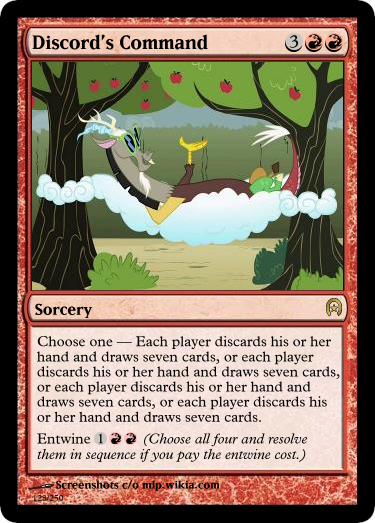 Discord's Command 3
Sorcery
Choose one — Each player discards his or her
hand and draws seven cards, or each player
discards his or her hand and draws seven cards,
or each player discards his or her hand and
draws seven cards, or each player discards his
or her hand and draws seven cards.
Entwine 1 (Choose all four and resolve
them in sequence if you pay the entwine cost.)
Screenshots c/o mlp.wikia.com